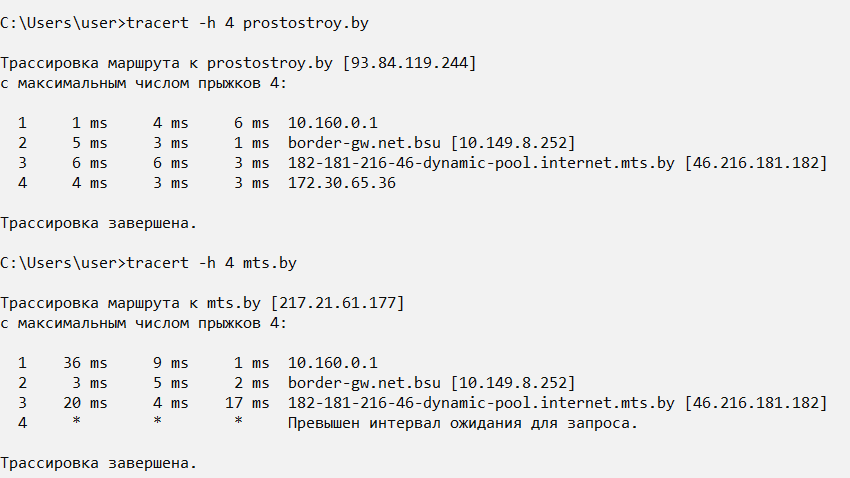 C:\Users\user>tracert -h 4 prostostroy.by
Трассировка маршрута к prostostroy.by [93.84.119.244]
с максимальным числом прыжков 4:
1 1 ms 4 ms 6 ms 10.160.0.1
2 5 ms 3 ms 1 ms border-gw.net.bsu [10.149.8.252]
3 6 ms 6 ms 3 ms 182-181-216-46-dynamic-pool.internet.mts.by [46.216.181.182]
4 4 ms 3 ms 3 ms 172.30.65.36
Трассировка завершена.
C:\Users\user>tracert -h 4 mts.by
Трассировка маршрута к mts.by [217.21.61.177]
с максимальным числом прыжков 4:
1 36 ms 9 ms 1 ms 10.160.0.1
2 3 ms 5 ms 2 ms border-gw.net.bsu [10.149.8.252]
3 20 ms 4 ms 17 ms 182-181-216-46-dynamic-pool.internet.mts.by [46.216.181.182]
4 * * * Превышен интервал ожидания для запроса.
Трассировка завершена.